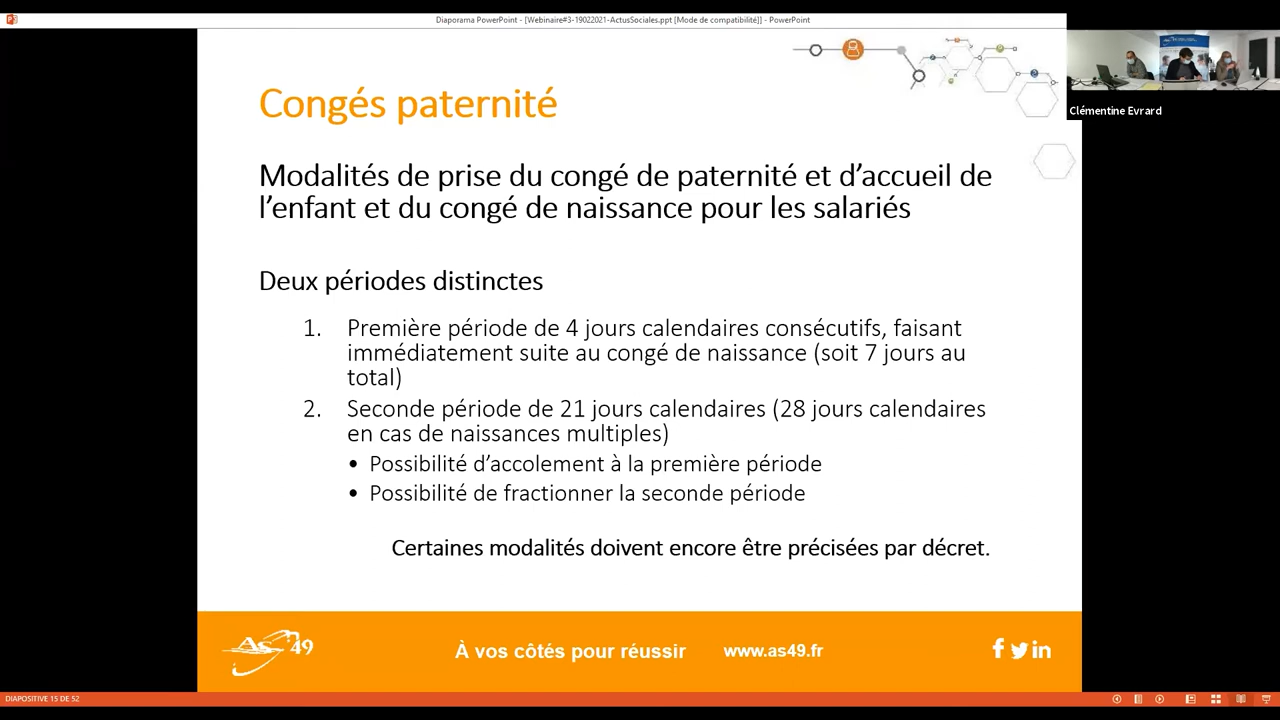 Diaporama PowerPoint - [Webinaire#3-19022021-ActusSociales.ppt [Mode de compatibilité]] - PowerPoint
Clémentine Evrard
Congés paternité
Modalités de prise du congé de paternité et d’accueil de
l’enfant et du congé de naissance pour les salariés
Deux périodes distinctes
1. Première période de 4 jours calendaires consécutifs, faisant
immédiatement suite au congé de naissance (soit 7 jours au
total)
2. Seconde période de 21 jours calendaires (28 jours calendaires
en cas de naissances multiples)
• Possibilité d’accolement à la première période
• Possibilité de fractionner la seconde période
Certaines modalités doivent encore être précisées par décret.
As 49
À vos côtés pour réussir
www.as49.fr
DIAPOSITIVE 15 DE 52